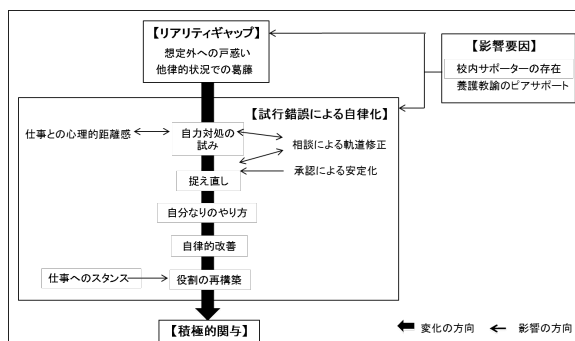 【リアリティギャップ】
想定外への戸惑い
他律的状況での葛藤
【影響要因】
校内サポーターの存在
養護教諭のピアサポート
【試行錯誤による自律化】
仕事との心理的距離感
自力対処の
試み
相談による軌道修正
捉え直し
承認による安定化
自分なりのやり方
自律的改善
仕事へのスタンス
役割の再構築
【積極的関与】
変化の方向
影響の方向